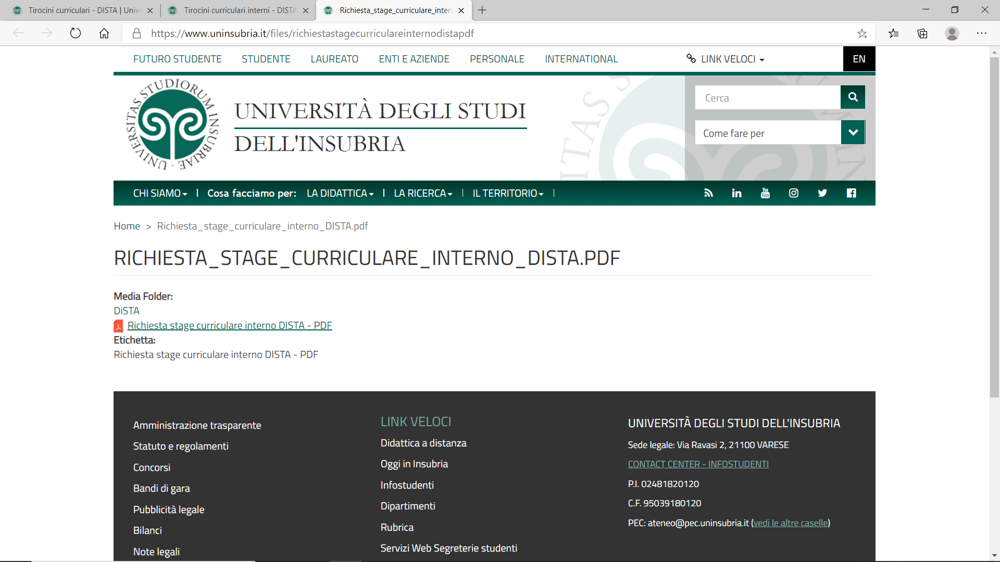 Tirocini curriculari - DISTA | Unive
Tirocini curriculari interni - DISTA
Richiesta_stage_curriculare_inter
https://www.uninsubria.it/files/richiestastagecurriculareinternodistapdf
FUTURO STUDENTE STUDENTE LAUREATO ENTI E AZIENDE PERSONALE INTERNATIONAL LINK VELOCI EN
UNIVERSITAS STUDIORUM INSUBRIAE
UNIVERSITÀ DEGLI STUDI
DELL'INSUBRIA
Cerca
Come fare per
CHI SIAMO Cosa facciamo per: LA DIDATTICA LA RICERCA IL TERRITORIO
Home > Richiesta_stage_curriculare_interno_DISTA.pdf
RICHIESTA_STAGE_CURRICULARE_INTERNO_DISTA.PDF
Media Folder:
DiSTA
Richiesta stage curriculare interno DISTA - PDF
Etichetta:
Richiesta stage curriculare interno DISTA - PDF
Amministrazione trasparente
Statuto e regolamenti
Concorsi
Bandi di gara
Pubblicità legale
Bilanci
Note legali
LINK VELOCI
Didattica a distanza
Oggi in Insubria
Infostudenti
Dipartimenti
Rubrica
Servizi Web Segreterie studenti
UNIVERSITÀ DEGLI STUDI DELL'INSUBRIA
Sede legale: Via Ravasi 2, 21100 VARESE
CONTACT CENTER - INFOSTUDENTI
P.I. 02481820120
C.F. 95039180120
PEC: ateneo@pec.uninsubria.it (vedi le altre caselle)